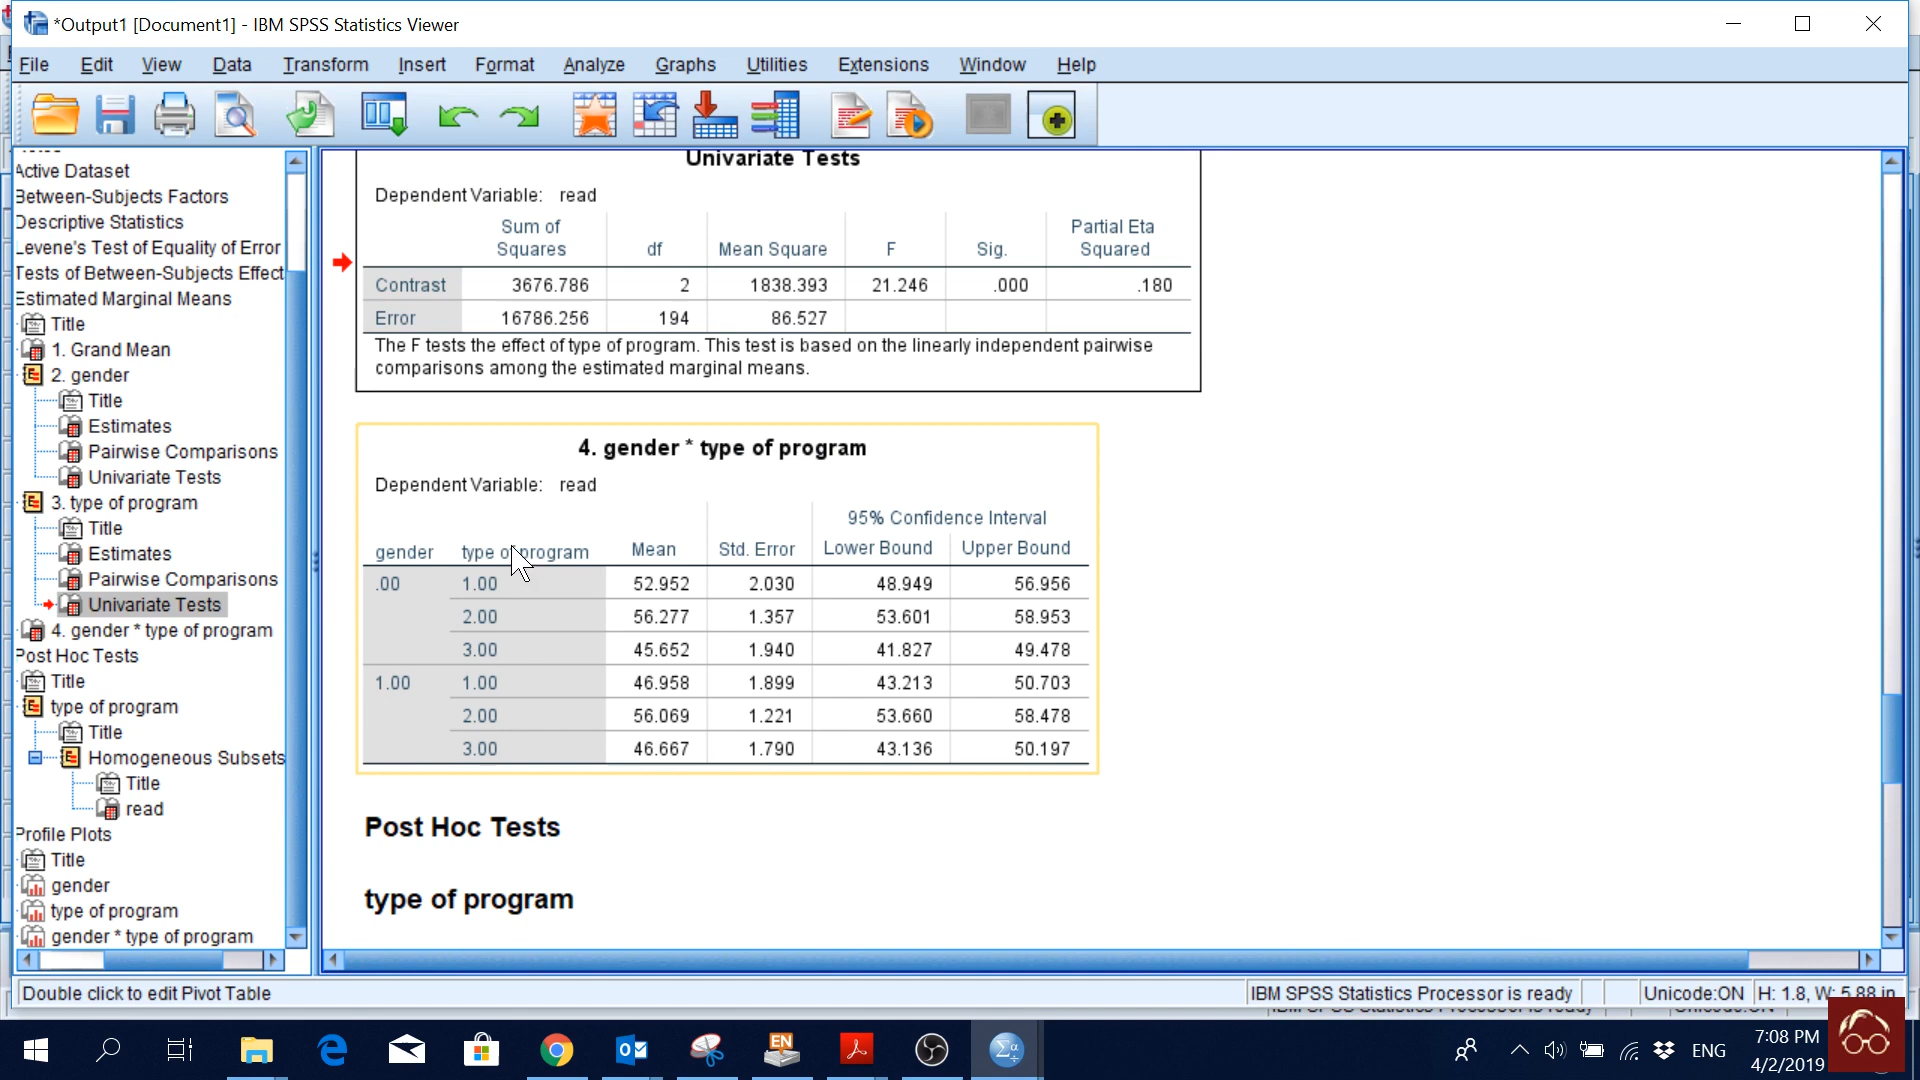 *Output1 [Document1] - IBM SPSS Statistics Viewer
File Edit View Data Transform Insert Format Analyze Graphs Utilities Extensions Window Help
Active Dataset
Between-Subjects Factors
Descriptive Statistics
Levene's Test of Equality of Error
Tests of Between-Subjects Effect
Estimated Marginal Means
Title
1. Grand Mean
2. gender
Title
Estimates
Pairwise Comparisons
Univariate Tests
3. type of program
Title
Estimates
Pairwise Comparisons
Univariate Tests
4. gender * type of program
Post Hoc Tests
Title
type of program
Title
Homogeneous Subsets
Title
read
Profile Plots
Title
gender
type of program
gender * type of program
Univariate Tests
Dependent Variable: read
Sum of Squares df Mean Square F Sig. Partial Eta Squared
Contrast 3676.786 2 1838.393 21.246 .000 .180
Error 16786.256 194 86.527
The F tests the effect of type of program. This test is based on the linearly independent pairwise
comparisons among the estimated marginal means.
4. gender * type of program
Dependent Variable: read
95% Confidence Interval
gender type of program Mean Std. Error Lower Bound Upper Bound
.00 1.00 52.952 2.030 48.949 56.956
2.00 56.277 1.357 53.601 58.953
3.00 45.652 1.940 41.827 49.478
1.00 1.00 46.958 1.899 43.213 50.703
2.00 56.069 1.221 53.660 58.478
3.00 46.667 1.790 43.136 50.197
Post Hoc Tests
type of program
Double click to edit Pivot Table
IBM SPSS Statistics Processor is ready
Unicode:ON H: 1.8, W: 5.88 in
EN
ENG
7:08 PM
4/2/2019